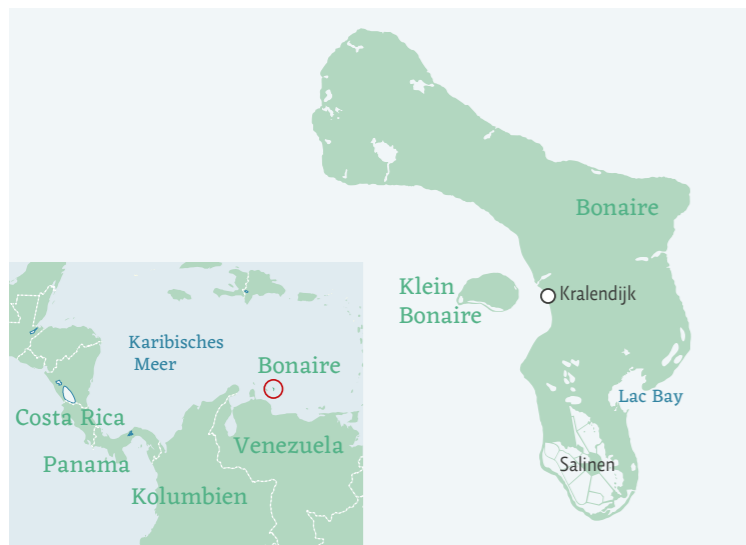 Bonaire
Klein
Bonaire
Kralendijk
Lac Bay
Salinen
Karibisches
Meer
Bonaire
Costa Rica
Venezuela
Panama
Kolumbien